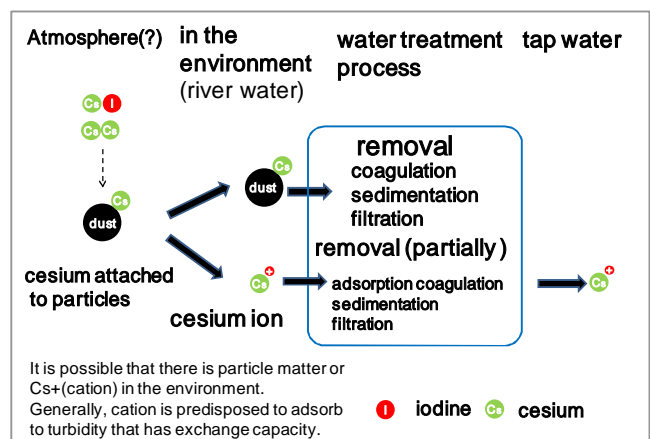 Atmosphere(?)
in the
environment
(river water)
water treatment
process
tap water
Cs I
Cs Cs
Cs
dust
cesium attached
to particles
Cs
dust
Cs +
cesium ion
removal
coagulation
sedimentation
filtration
removal (partially)
adsorption coagulation
sedimentation
filtration
Cs +
It is possible that there is particle matter or
Cs+(cation) in the environment.
Generally, cation is predisposed to adsorb
to turbidity that has exchange capacity.
I iodine Cs cesium